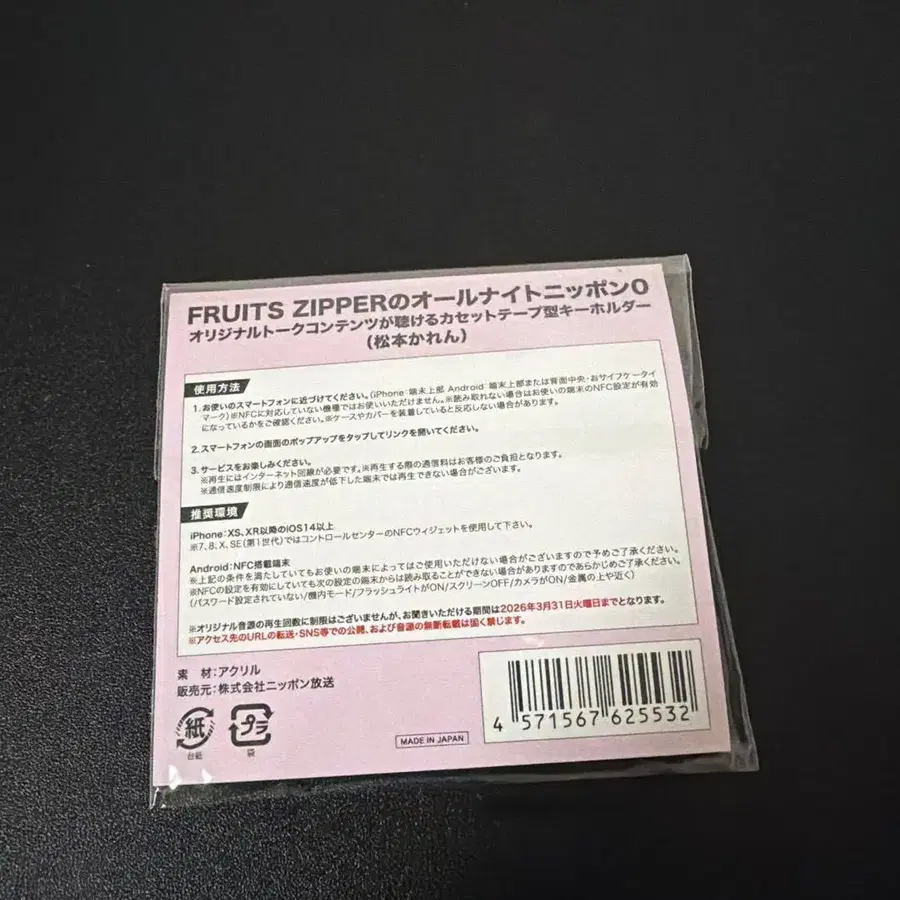 FRUITS ZIPPERのオールナイトニッポン0
オリジナルトークコンテンツが聴けるカセットテープ型キーホルダー
（松本かれん）
使用方法
1.お使いのスマートフォンに近づけてください。（iPhone：端末上部 Android：端末上部または背面中央・おサイフケータイ
マーク）※NFCに対応していない機種ではお使いいただけません。※読み取れない場合はお使いの端末のNFC設定が有効
になっているかをご確認ください。※ケースやカバーを装着していると反応しない場合があります。
2.スマートフォンの画面のポップアップをタップしてリンクを開いてください。
3.サービスをお楽しみください。
※再生にはインターネット回線が必要です。※再生する際の通信料はお客様のご負担となります。
※通信速度制限により通信速度が低下した端末では再生できない場合がございます。
推奨環境
iPhone：XS、XR以降のiOS14以上
※7、8、X、SE（第1世代）ではコントロールセンターのNFCウィジェットを使用して下さい。
Android：NFC搭載端末
※上記の条件を満たしていてもお使いの端末によってはご使用いただけない場合がございますので予めご了承ください。
※NFCの設定を有効にしていても次の設定の端末からは読み取ることができない場合がありますのであらかじめご了承ください。
（パスワード設定されていない/機内モード/フラッシュライトがON/スクリーンOFF/カメラがON/金属の上や近く）
※オリジナル音源の再生回数に制限はございませんが、お聞きいただける期間は2026年3月31日火曜日までとなります。
※アクセス先のURLの転送・SNS等での公開、および音源の無断転載は固く禁じます。
素 材：アクリル
販売元：株式会社ニッポン放送
紙
台紙
プラ
袋
MADE IN JAPAN
4 571567 625532